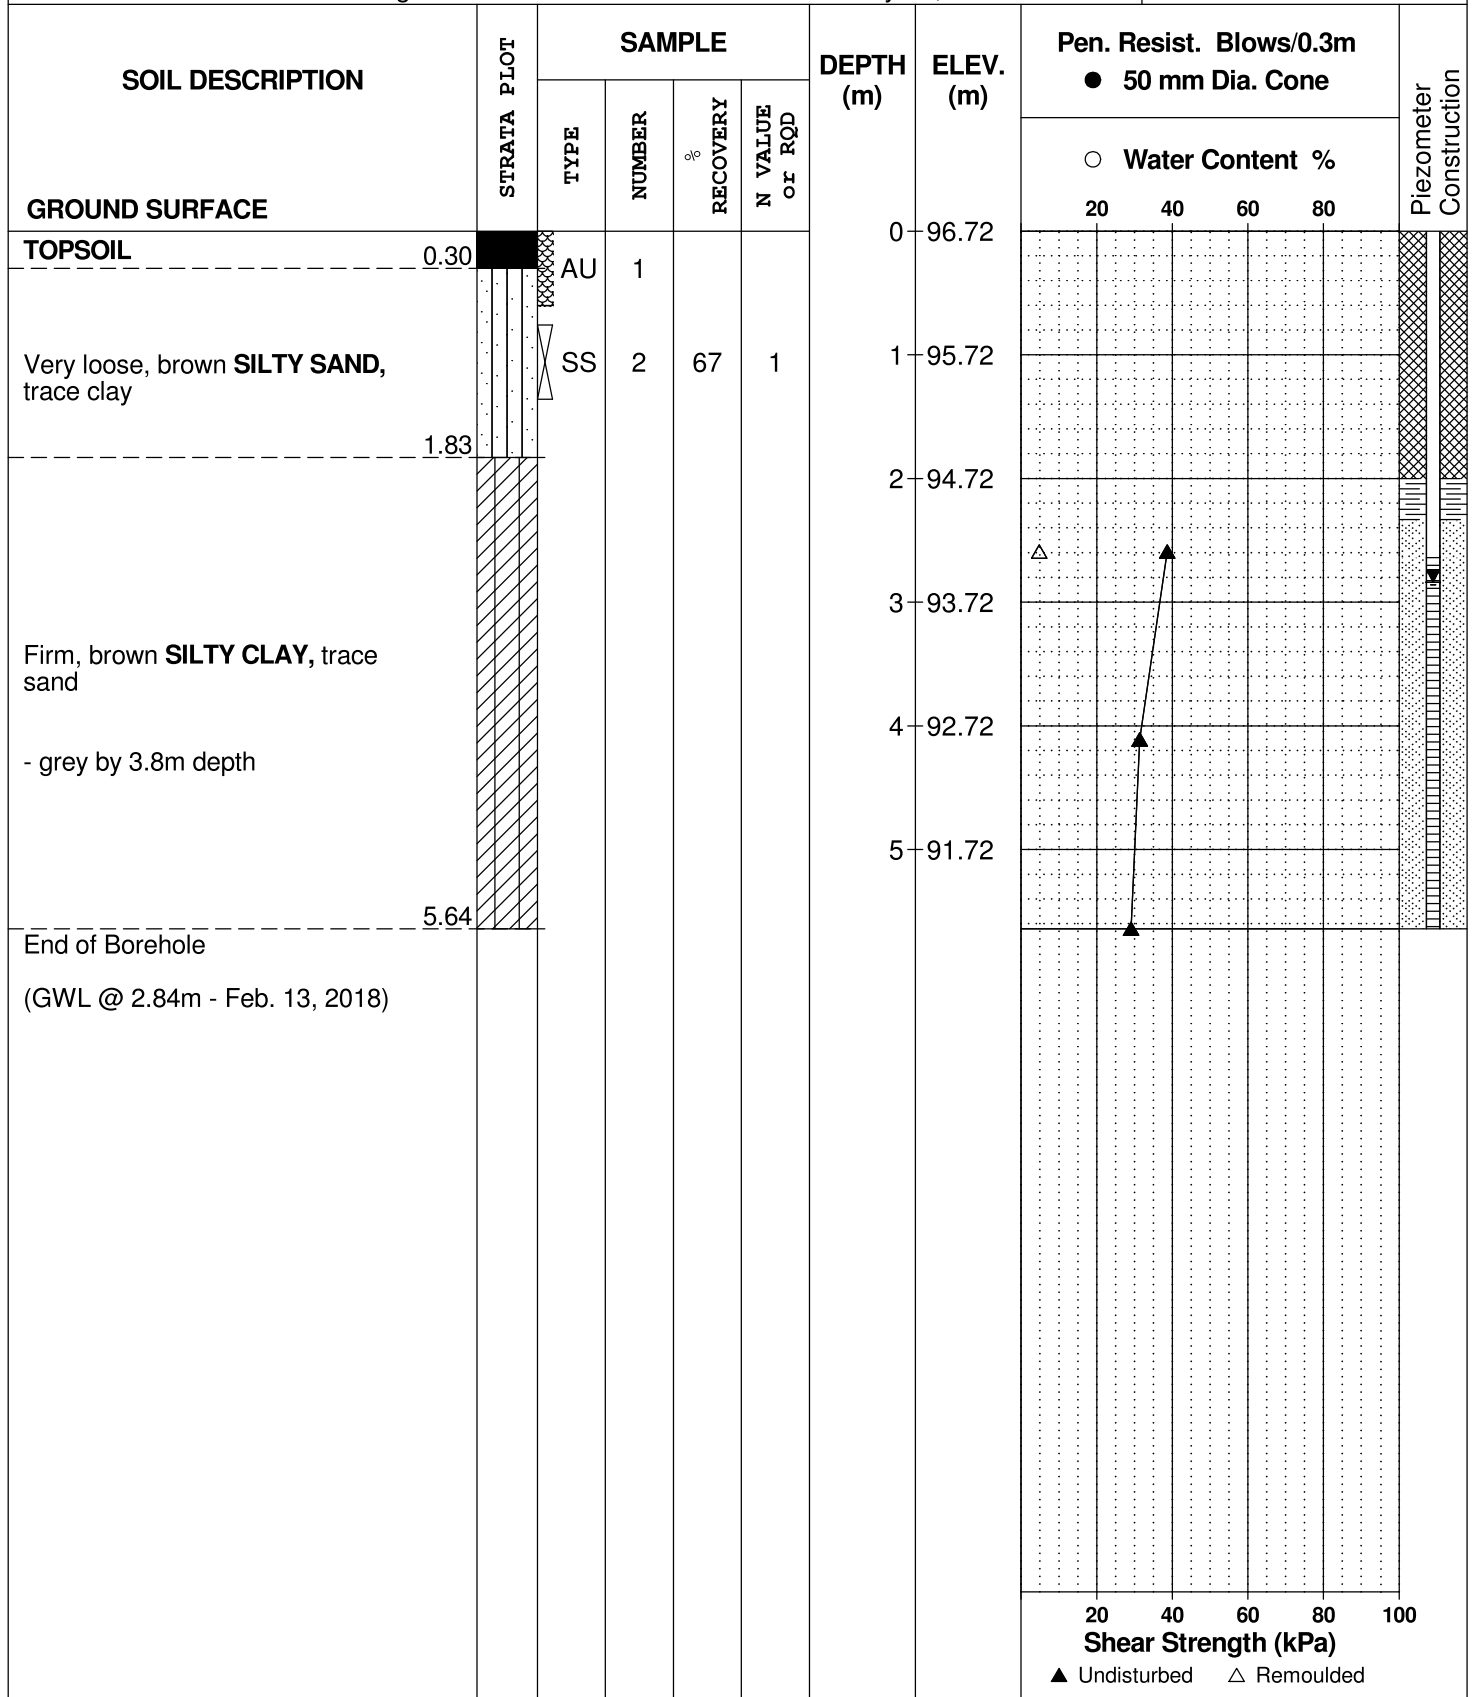 SOIL DESCRIPTION
GROUND SURFACE
STRATA PLOT
SAMPLE
TYPE
NUMBER
%
RECOVERY
N VALUE
or RQD
DEPTH
(m)
ELEV.
(m)
Pen. Resist. Blows/0.3m
● 50 mm Dia. Cone
○ Water Content %
20 40 60 80
Piezometer
Construction
TOPSOIL
0.30
AU 1
0 96.72
Very loose, brown SILTY SAND,
trace clay
1.83
SS 2 67 1
1 95.72
2 94.72
3 93.72
Firm, brown SILTY CLAY, trace
sand
- grey by 3.8m depth
5.64
4 92.72
5 91.72
End of Borehole
(GWL @ 2.84m - Feb. 13, 2018)
20 40 60 80 100
Shear Strength (kPa)
▲ Undisturbed △ Remoulded